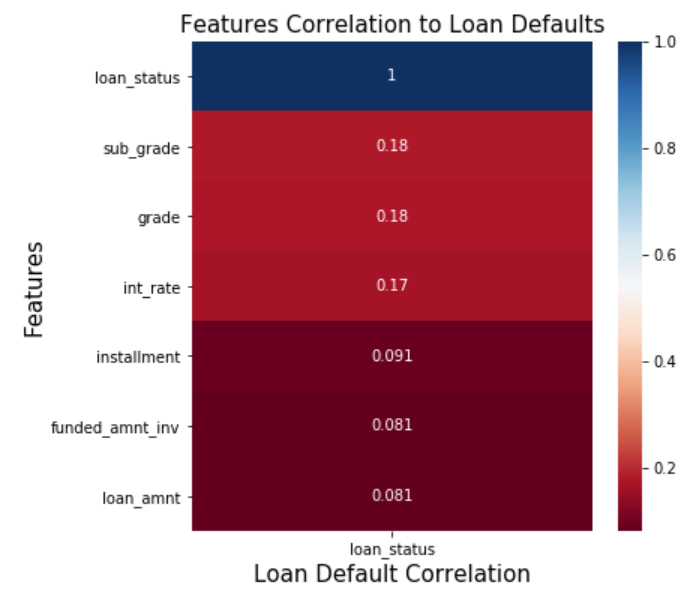 Features Correlation to Loan Defaults
Features
loan_status 1
sub_grade 0.18
grade 0.18
int_rate 0.17
installment 0.091
funded_amnt_inv 0.081
loan_amnt 0.081
loan_status
Loan Default Correlation
1.0
0.8
0.6
0.4
0.2